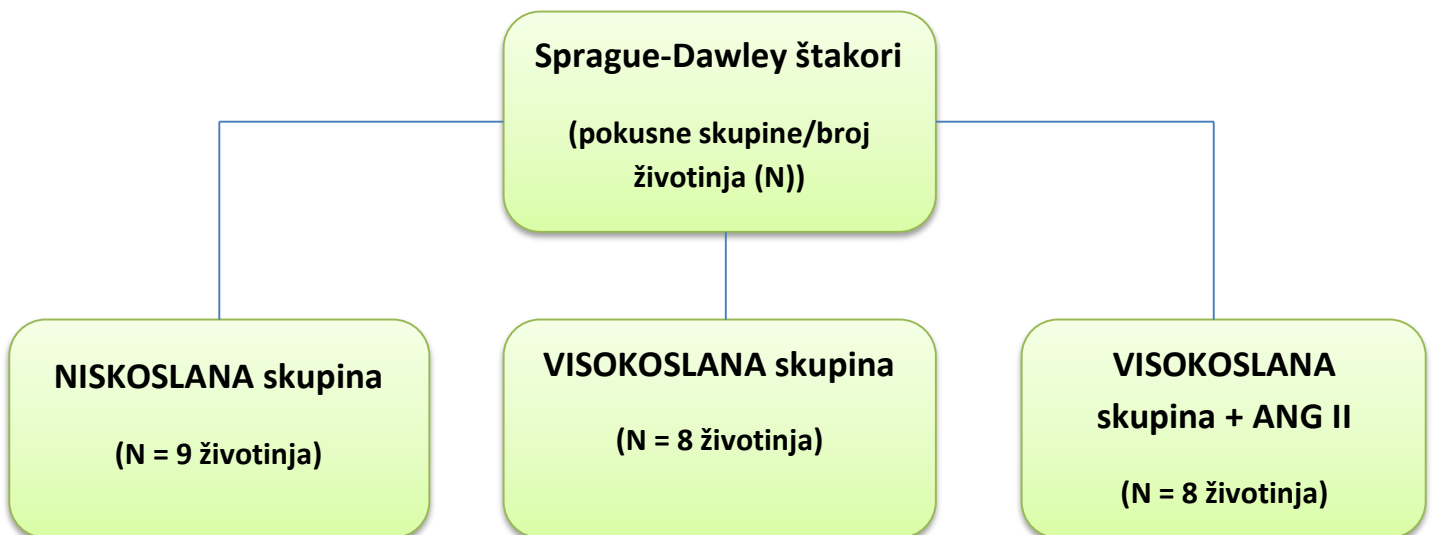 Sprague-Dawley štakori
(pokusne skupine/broj
životinja (N))
NISKOSLANA skupina
(N = 9 životinja)
VISOKOSLANA skupina
(N = 8 životinja)
VISOKOSLANA
skupina + ANG II
(N = 8 životinja)